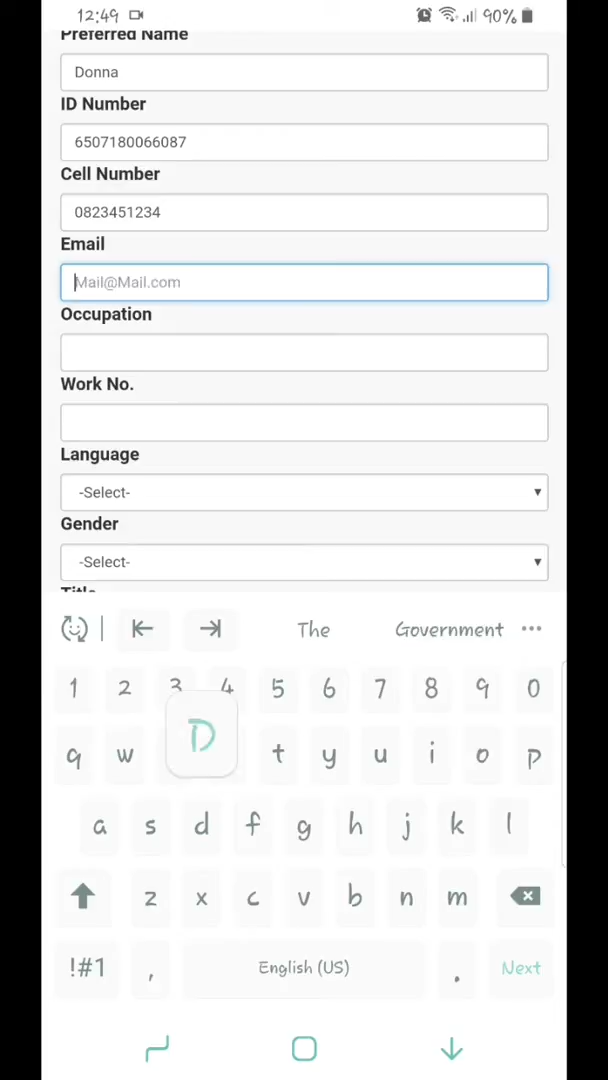 12:49 90%
Preferred Name
Donna
ID Number
6507180066087
Cell Number
0823451234
Email
Mail@Mail.com
Occupation
Work No.
Language
-Select-
Gender
-Select-
Title
The Government
1 2 3 4 5 6 7 8 9 0
q w D t y u i o p
a s d f g h j k l
z x c v b n m
!#1 , English (US) . Next